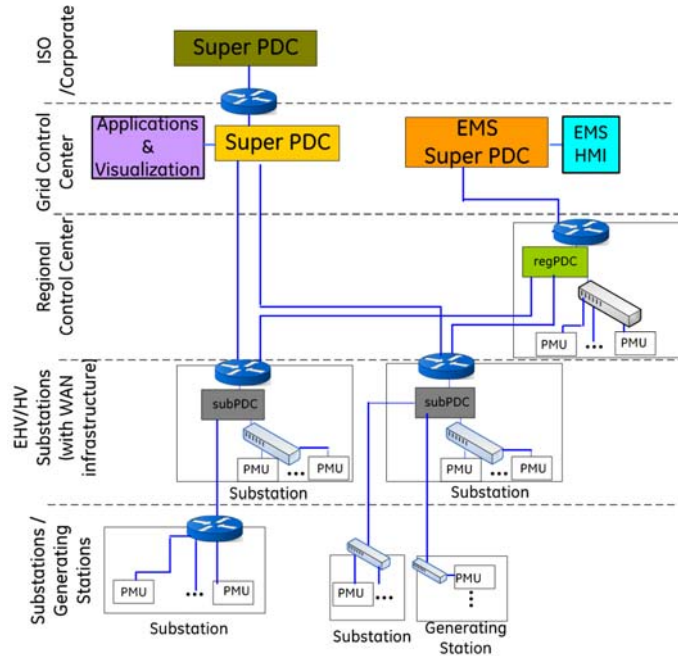 ISO
/Corporate
Super PDC
Grid Control
Center
Applications
&
Visualization
Super PDC
EMS
Super PDC
EMS
HMI
Regional
Control Center
regPDC
PMU
...
PMU
EHV/HV
Substations
(with WAN
infrastructure)
subPDC
PMU
...
PMU
Substation
subPDC
PMU
...
PMU
Substation
Substations /
Generating
Stations
PMU
...
PMU
Substation
PMU
...
Substation
PMU
...
Generating
Station